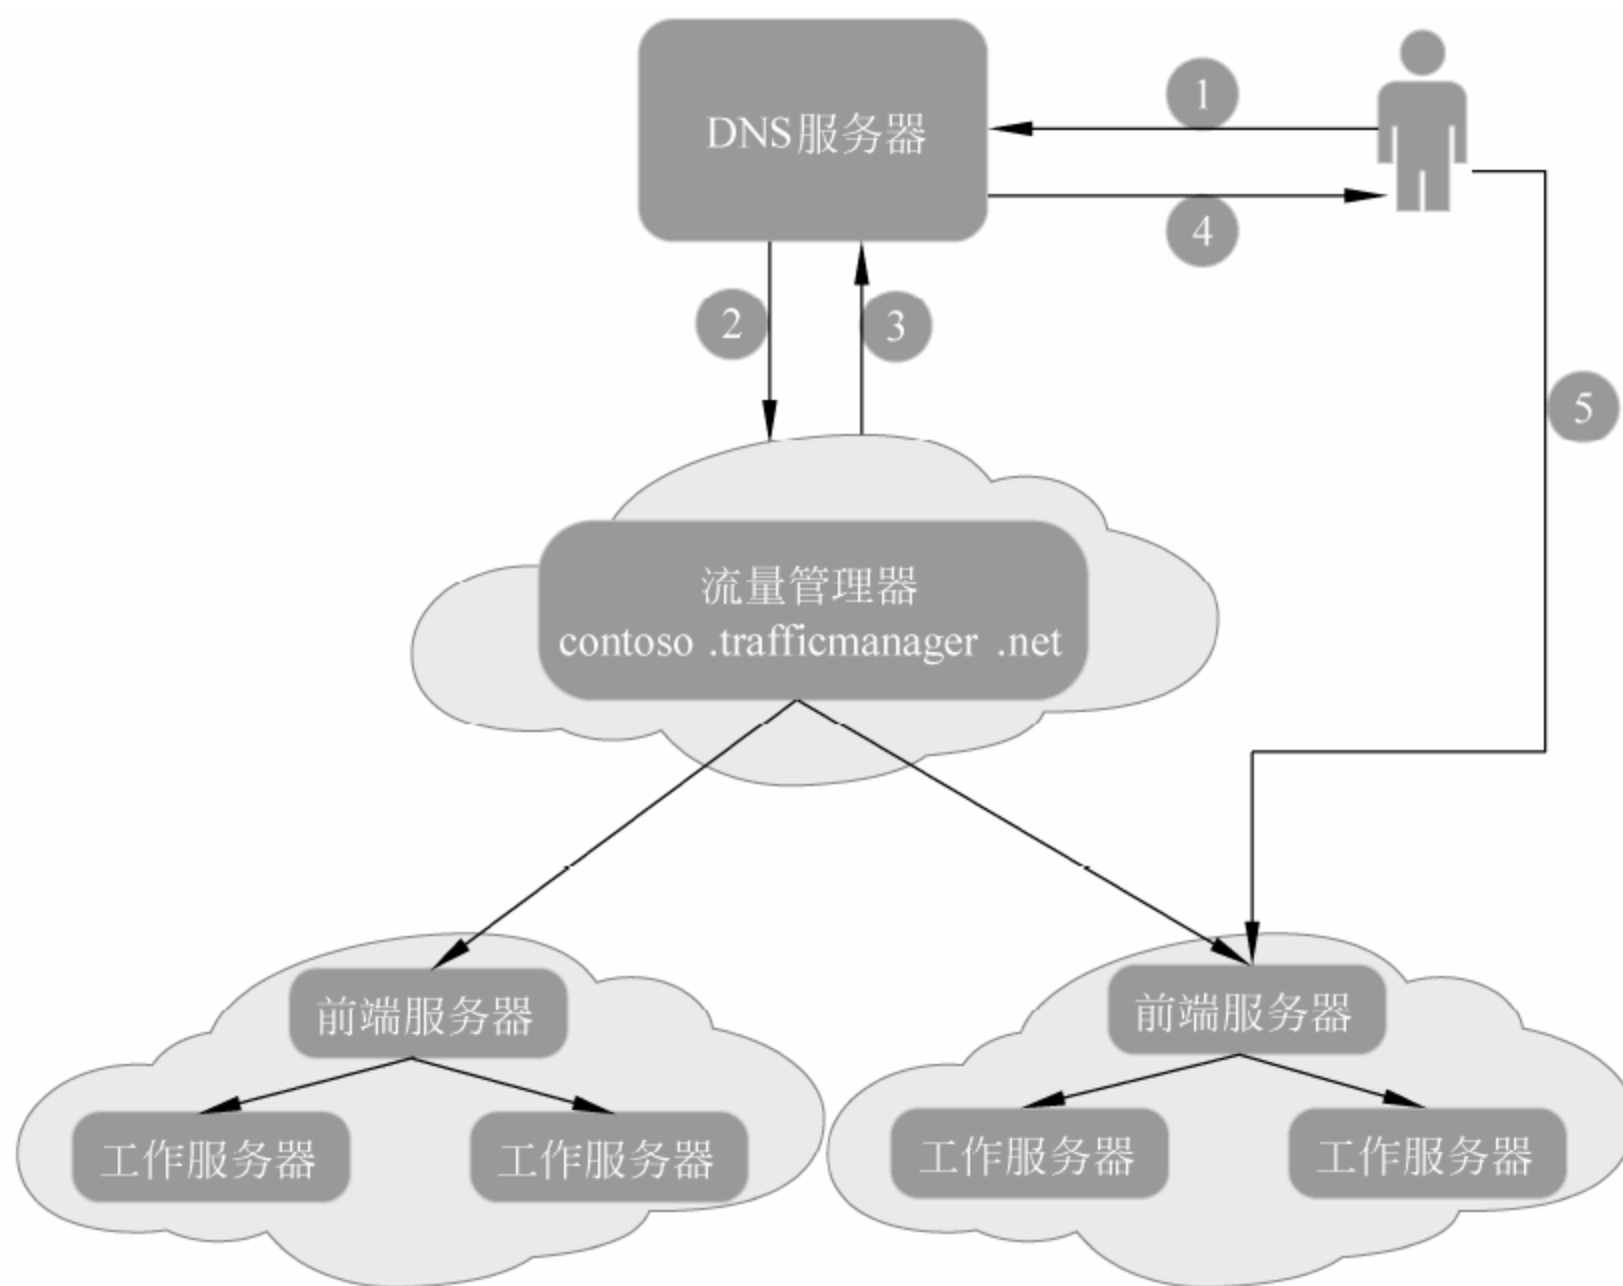 DNS服务器
1
4
2
3
5
流量管理器
contoso .trafficmanager .net
前端服务器
前端服务器
工作服务器
工作服务器
工作服务器
工作服务器